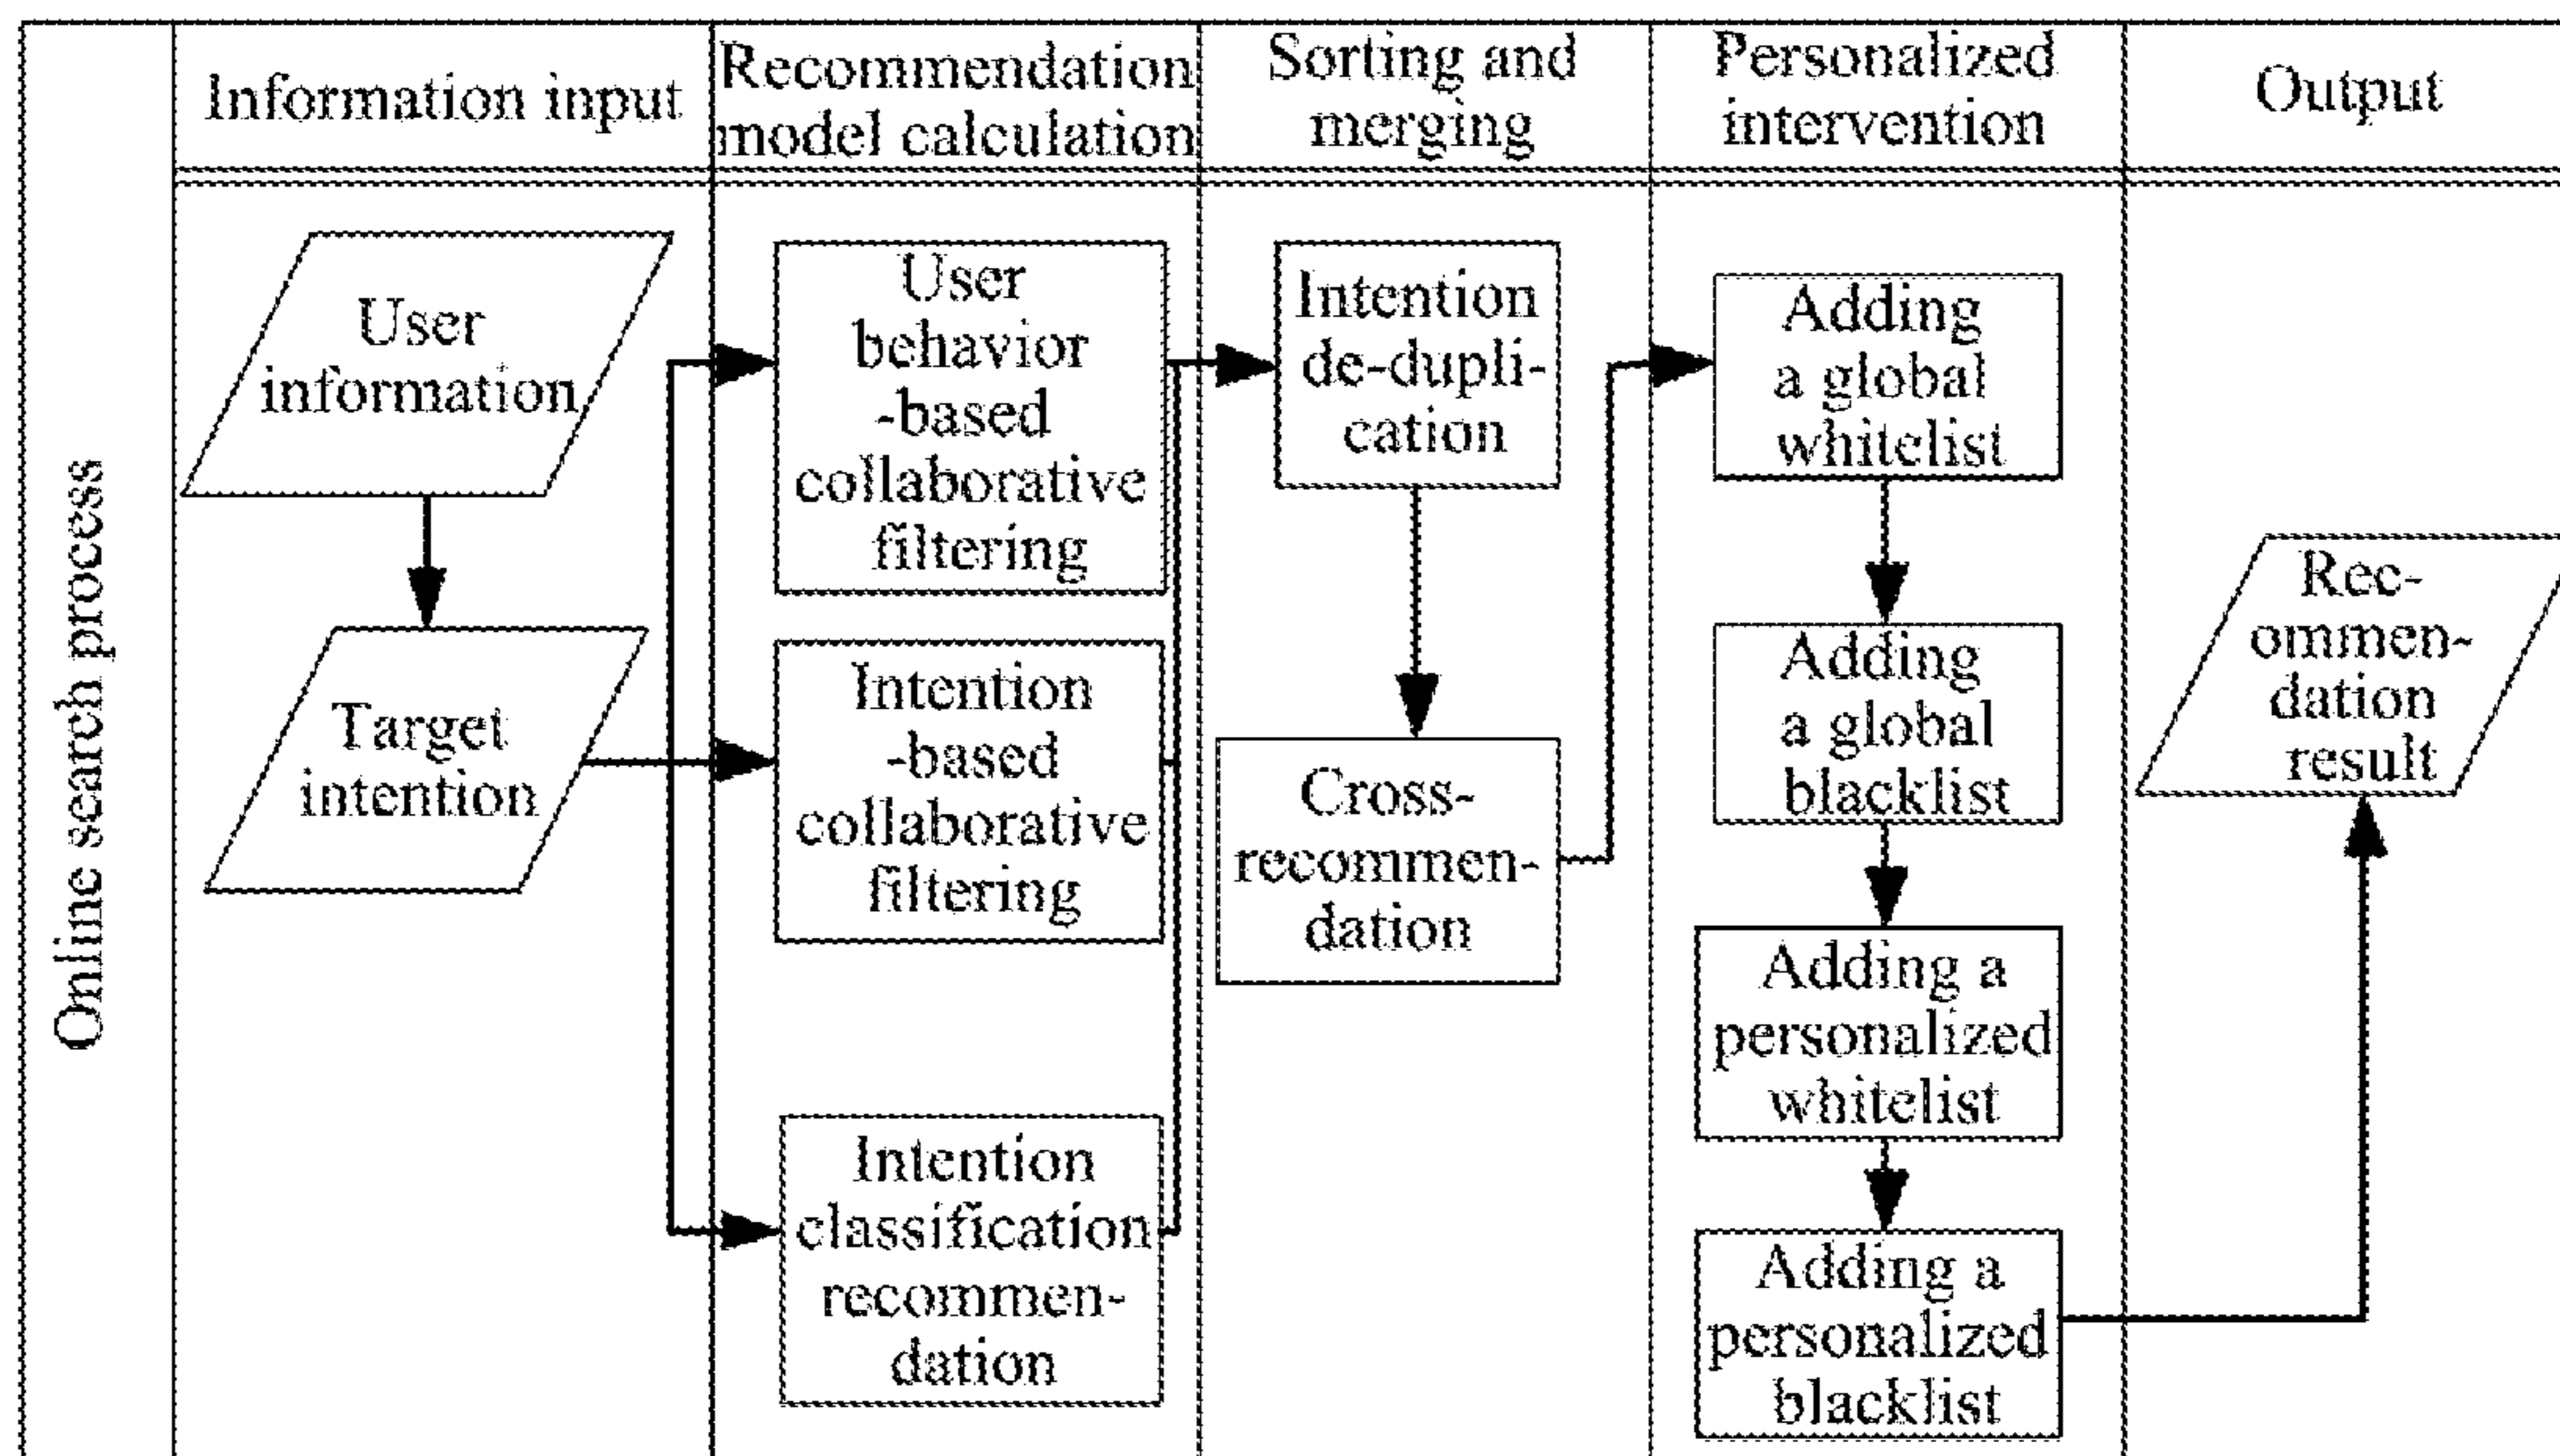 Online search process
Information input
Recommendation
model calculation
Sorting and
merging
Personalized
intervention
Output
User
information
Target
intention
User
behavior
-based
collaborative
filtering
Intention
-based
collaborative
filtering
Intention
classification
recommen-
dation
Intention
de-dupli-
cation
Cross-
recommen-
dation
Adding
a global
whitelist
Adding
a global
blacklist
Adding a
personalized
whitelist
Adding a
personalized
blacklist
Rec-
ommen-
dation
result